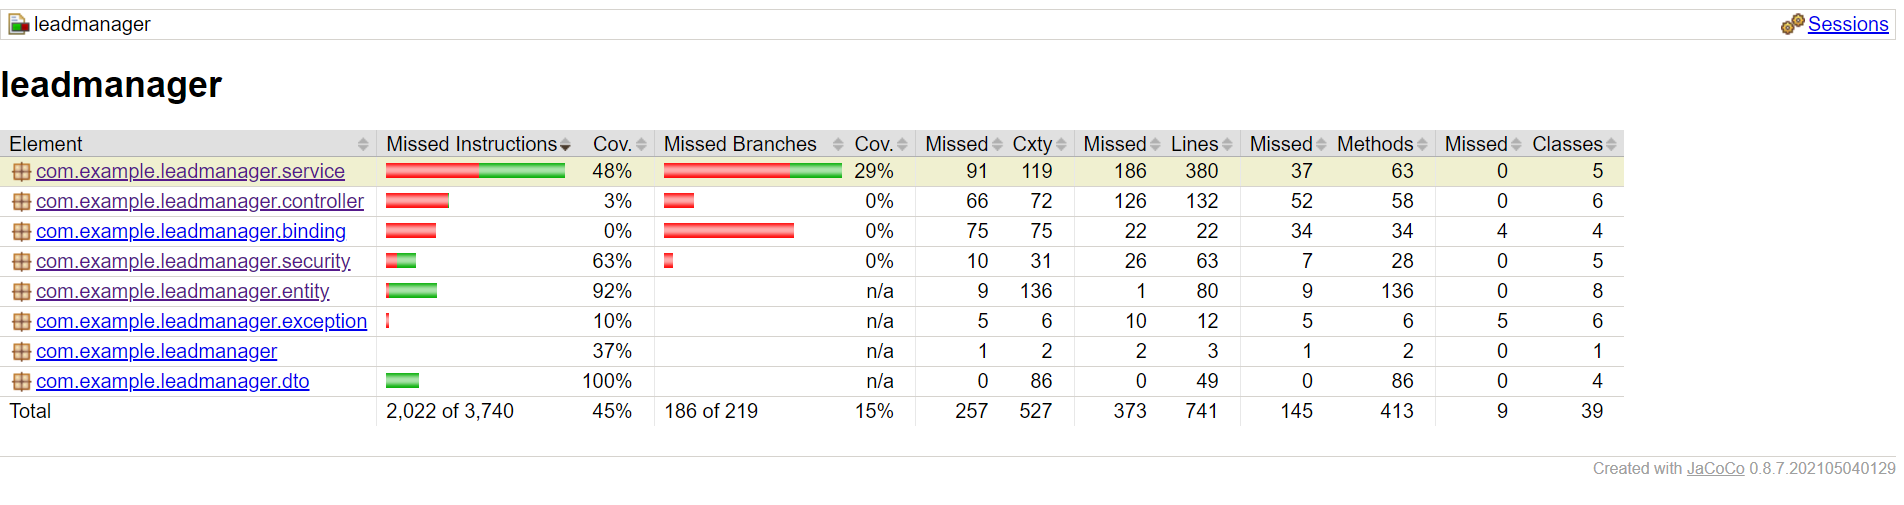 leadmanager Sessions
leadmanager
Element Missed Instructions Cov. Missed Branches Cov. Missed Cxty Missed Lines Missed Methods Missed Classes
com.example.leadmanager.service 48% 29% 91 119 186 380 37 63 0 5
com.example.leadmanager.controller 3% 0% 66 72 126 132 52 58 0 6
com.example.leadmanager.binding 0% 0% 75 75 22 22 34 34 4 4
com.example.leadmanager.security 63% 0% 10 31 26 63 7 28 0 5
com.example.leadmanager.entity 92% n/a 9 136 1 80 9 136 0 8
com.example.leadmanager.exception 10% n/a 5 6 10 12 5 6 5 6
com.example.leadmanager 37% n/a 1 2 2 3 1 2 0 1
com.example.leadmanager.dto 100% n/a 0 86 0 49 0 86 0 4
Total 2,022 of 3,740 45% 186 of 219 15% 257 527 373 741 145 413 9 39
Created with JaCoCo 0.8.7.202105040129